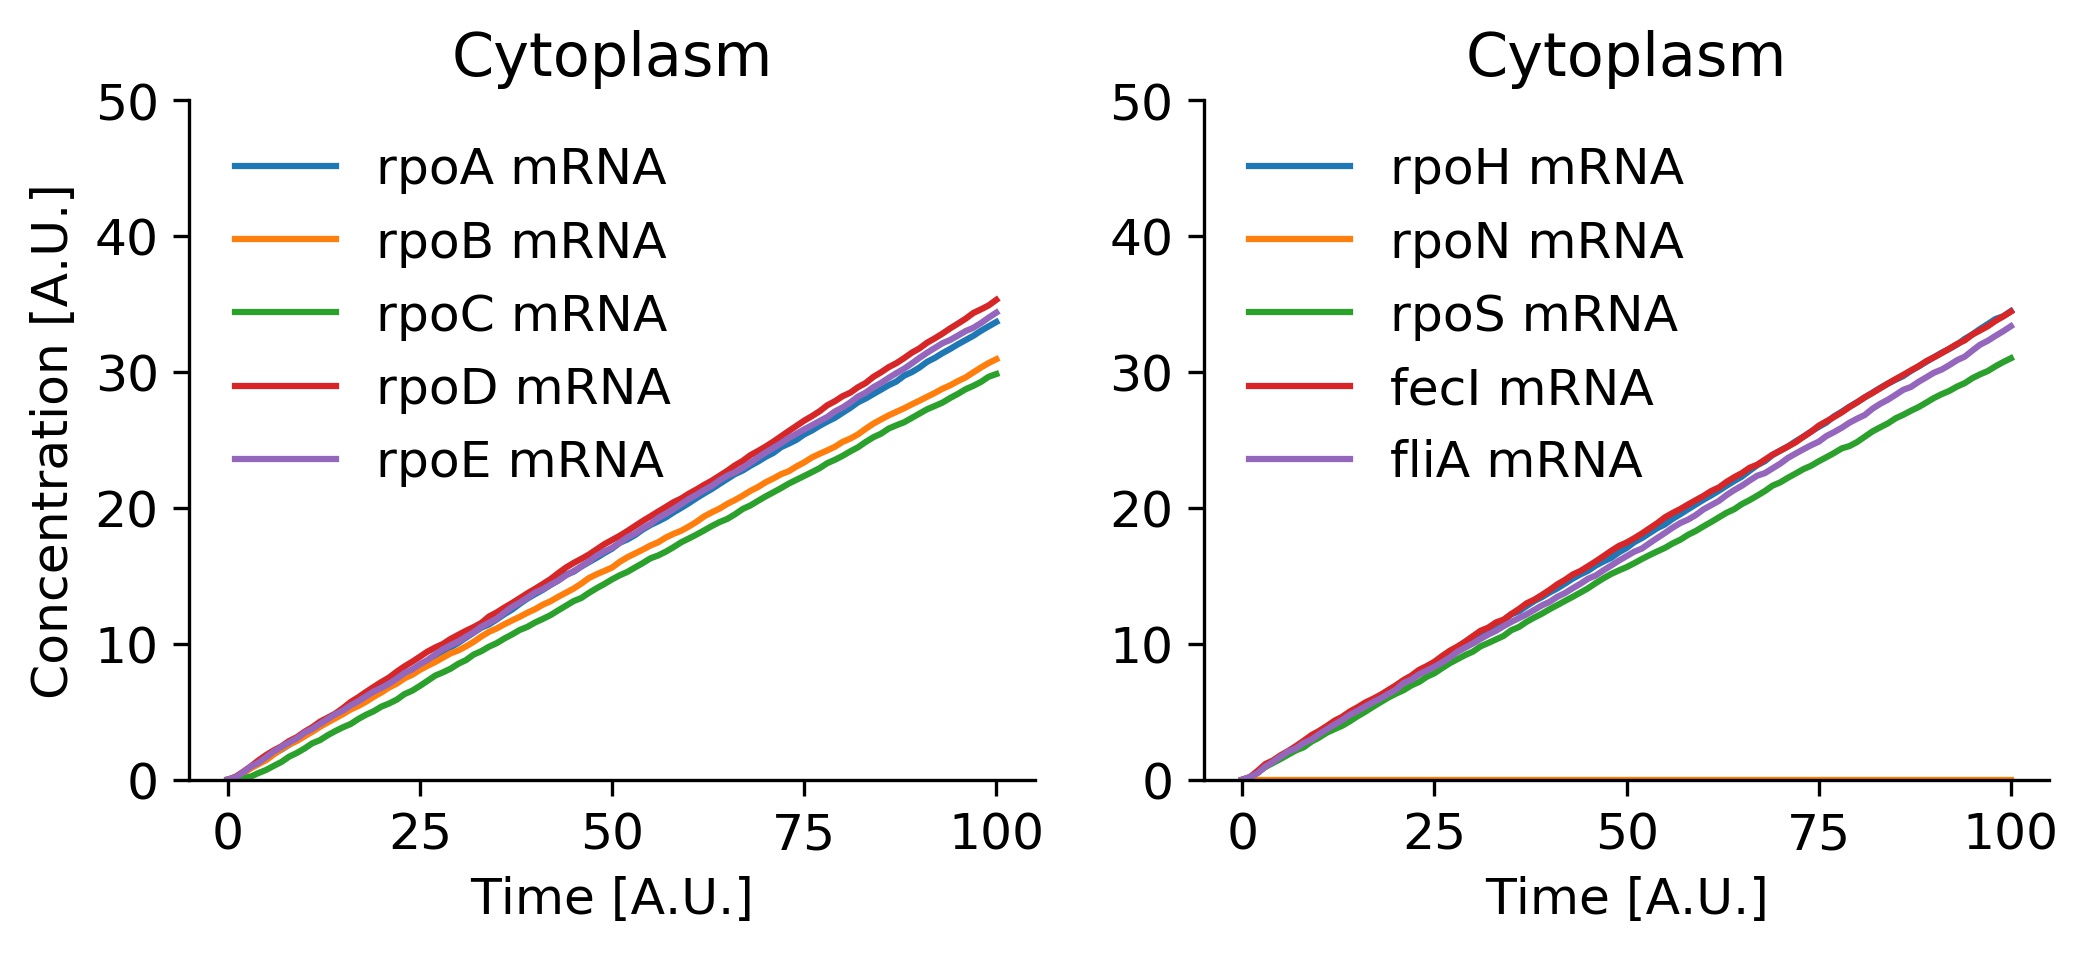 Cytoplasm
50
40
30
20
10
0
Concentration [A.U.]
rpoA mRNA
rpoB mRNA
rpoC mRNA
rpoD mRNA
rpoE mRNA
0 25 50 75 100
Time [A.U.]
Cytoplasm
50
40
30
20
10
0
rpoH mRNA
rpoN mRNA
rpoS mRNA
fecI mRNA
fliA mRNA
0 25 50 75 100
Time [A.U.]